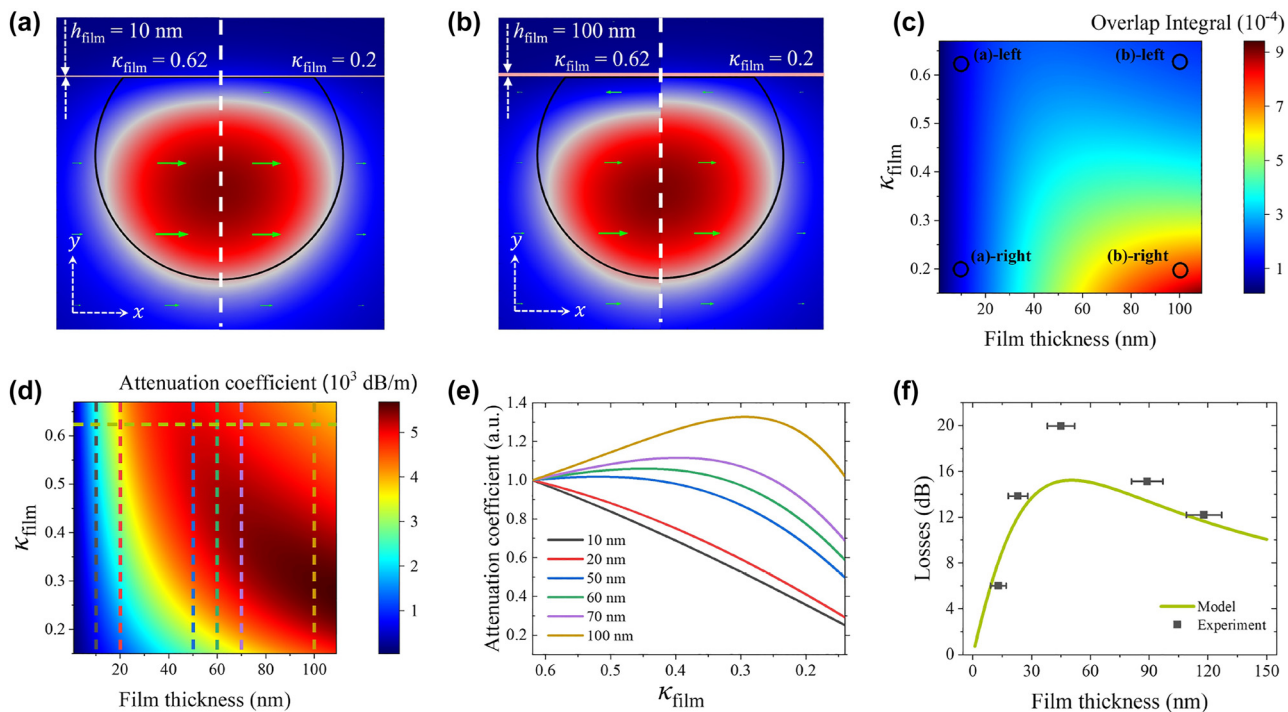 (a)
h_film = 10 nm
κ_film = 0.62
κ_film = 0.2
y
x
(b)
h_film = 100 nm
κ_film = 0.62
κ_film = 0.2
y
x
(c)
Overlap Integral (10⁻⁴)
(a)-left
(b)-left
(a)-right
(b)-right
0.6
0.5
0.4
0.3
0.2
κ_film
20 40 60 80 100
Film thickness (nm)
9
7
5
3
1
(d)
Attenuation coefficient (10³ dB/m)
0.6
0.5
0.4
0.3
0.2
κ_film
20 40 60 80 100
Film thickness (nm)
5
4
3
2
1
(e)
Attenuation coefficient (a.u.)
1.4
1.2
1.0
0.8
0.6
0.4
0.2
10 nm
20 nm
50 nm
60 nm
70 nm
100 nm
0.6 0.5 0.4 0.3 0.2
κ_film
(f)
Losses (dB)
20
16
12
8
4
0
Model
Experiment
0 30 60 90 120 150
Film thickness (nm)